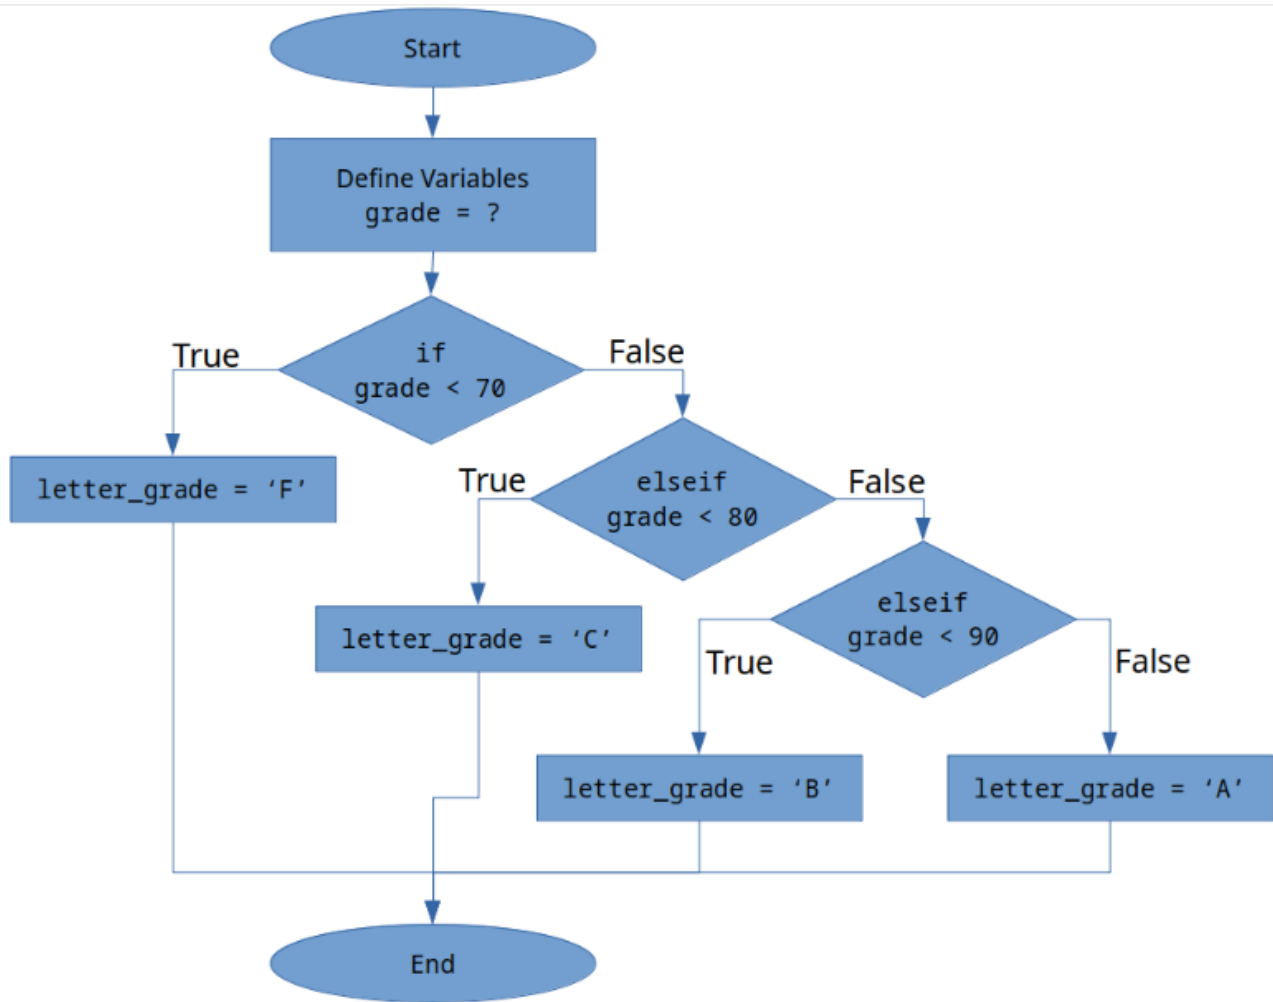 Start
Define Variables
grade = ?
if
grade < 70
True
False
letter_grade = ‘F’
elseif
grade < 80
True
False
letter_grade = ‘C’
elseif
grade < 90
True
False
letter_grade = ‘B’
letter_grade = ‘A’
End